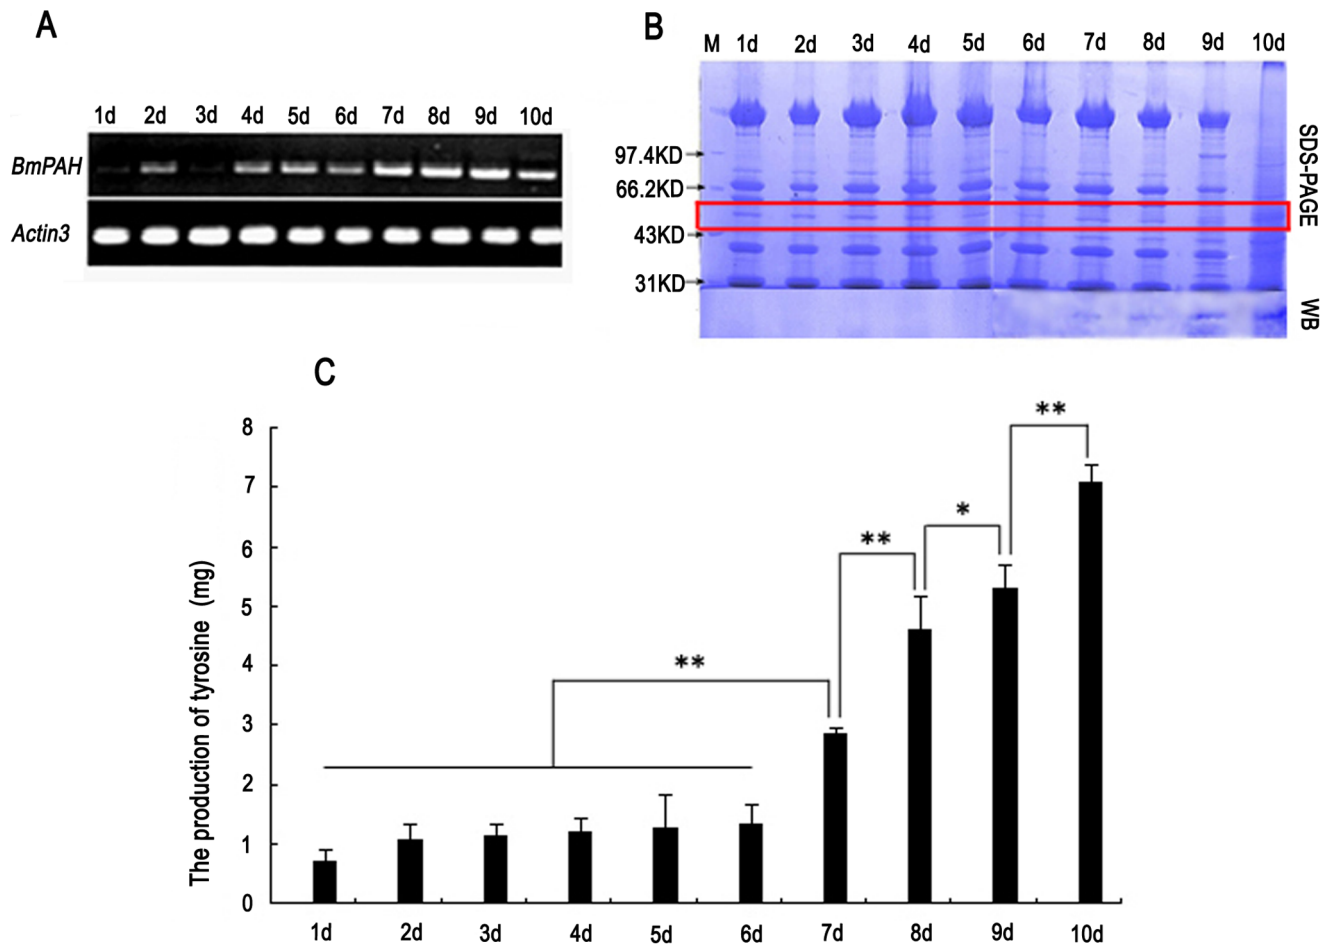 A
1d 2d 3d 4d 5d 6d 7d 8d 9d 10d
BmPAH
Actin3
B
M 1d 2d 3d 4d 5d 6d 7d 8d 9d 10d
97.4KD
66.2KD
43KD
31KD
SDS-PAGE
WB
C
The production of tyrosine (mg)
8
7
6
5
4
3
2
1
0
**
**
*
**
1d 2d 3d 4d 5d 6d 7d 8d 9d 10d